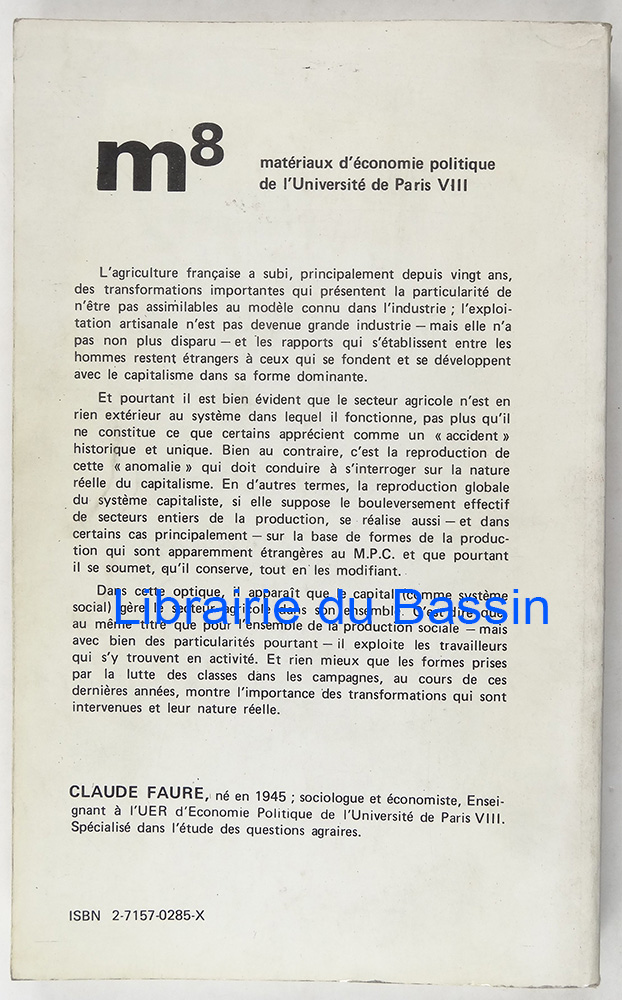 m8
matériaux d'économie politique
de l'Université de Paris VIII
L'agriculture française a subi, principalement depuis vingt ans,
des transformations importantes qui présentent la particularité de
n'être pas assimilables au modèle connu dans l'industrie ; l'exploi-
tation artisanale n'est pas devenue grande industrie — mais elle n'a
pas non plus disparu — et les rapports qui s'établissent entre les
hommes restent étrangers à ceux qui se fondent et se développent
avec le capitalisme dans sa forme dominante.
Et pourtant il est bien évident que le secteur agricole n'est en
rien extérieur au système dans lequel il fonctionne, pas plus qu'il
ne constitue ce que certains apprécient comme un « accident »
historique et unique. Bien au contraire, c'est la reproduction de
cette « anomalie » qui doit conduire à s'interroger sur la nature
réelle du capitalisme. En d'autres termes, la reproduction globale
du système capitaliste, si elle suppose le bouleversement effectif
de secteurs entiers de la production, se réalise aussi — et dans
certains cas principalement — sur la base de formes de la produc-
tion qui sont apparemment étrangères au M.P.C. et que pourtant
il se soumet, qu'il conserve, tout en les modifiant.
Dans cette optique, il apparaît que le capital (comme système
social) gère le secteur agricole dans son ensemble. C'est dire que
au même titre que pour l'ensemble de la production sociale — mais
avec bien des particularités pourtant — il exploite les travailleurs
qui s'y trouvent en activité. Et rien mieux que les formes prises
par la lutte des classes dans les campagnes, au cours de ces
dernières années, montre l'importance des transformations qui sont
intervenues et leur nature réelle.
Librairie du Bassin
CLAUDE FAURE, né en 1945 ; sociologue et économiste, Ensei-
gnant à l'UER d'Economie Politique de l'Université de Paris VIII.
Spécialisé dans l'étude des questions agraires.
ISBN 2-7157-0285-X